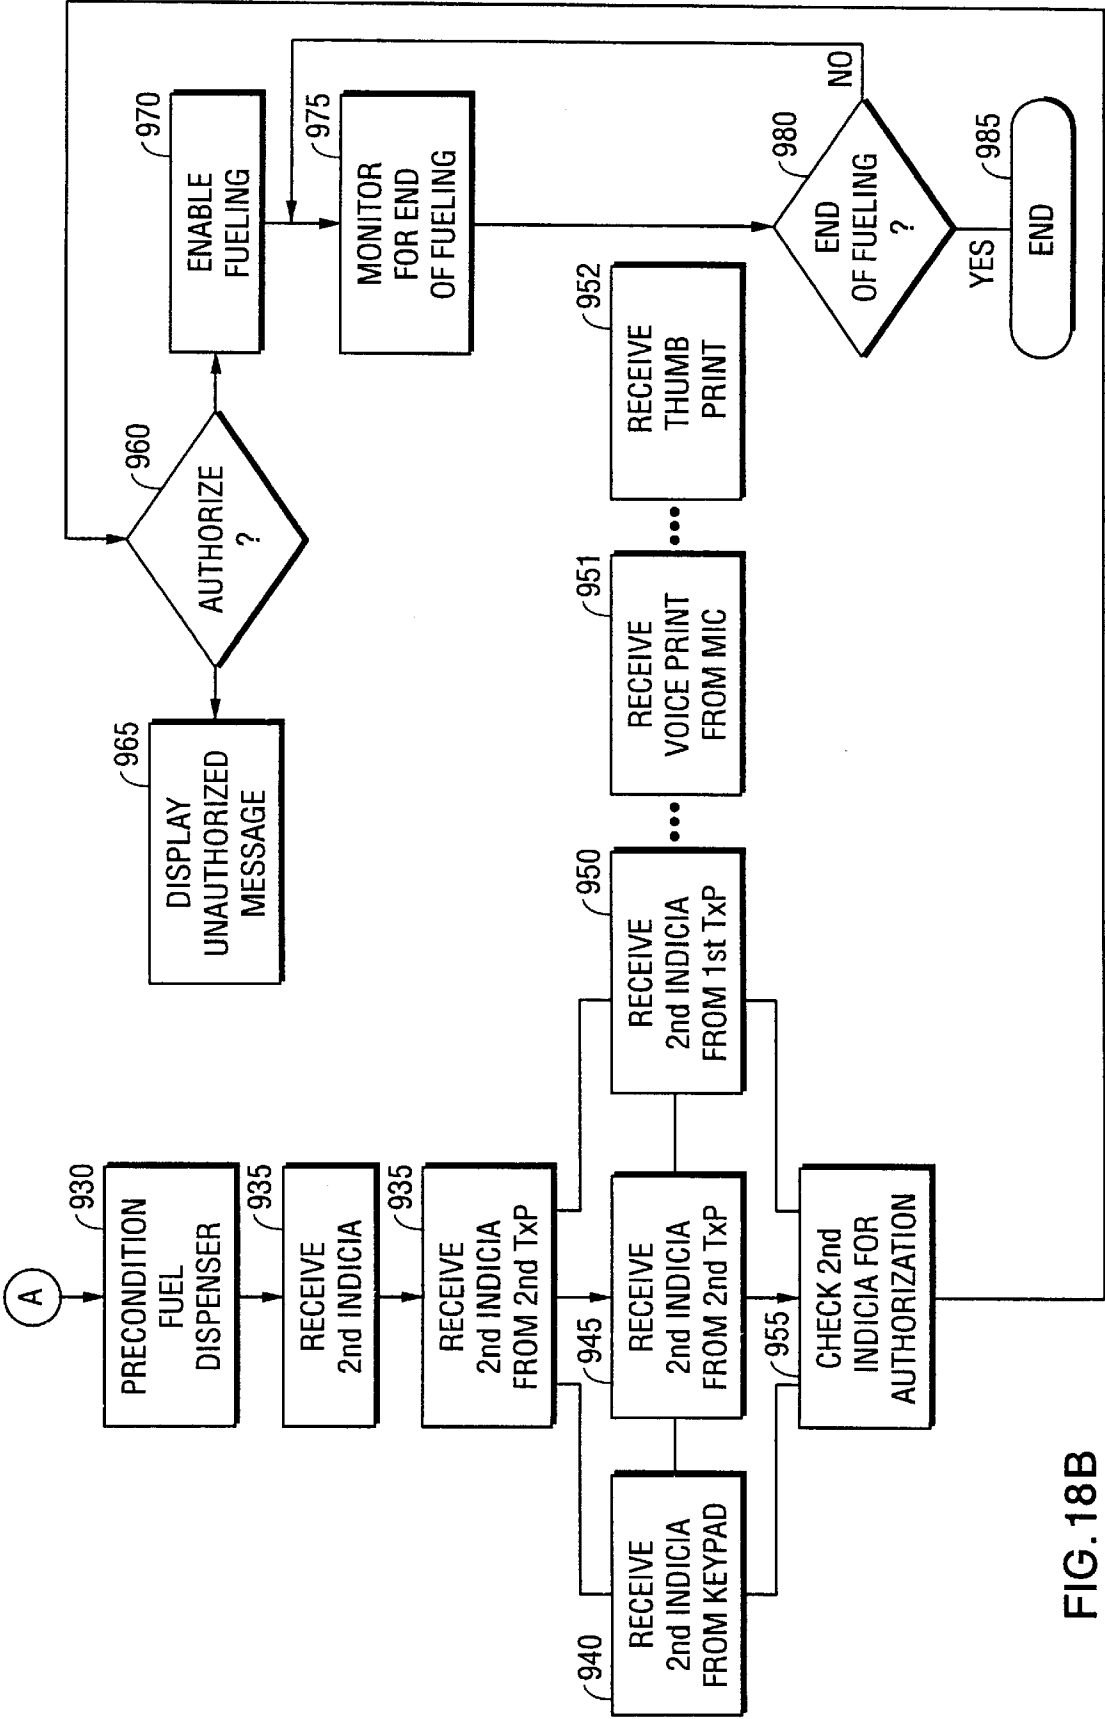 A
930
PRECONDITION
FUEL
DISPENSER
935
RECEIVE
2nd INDICIA
935
RECEIVE
2nd INDICIA
FROM 2nd TxP
940
RECEIVE
2nd INDICIA
FROM KEYPAD
945
RECEIVE
2nd INDICIA
FROM 2nd TxP
950
RECEIVE
2nd INDICIA
FROM 1st TxP
951
RECEIVE
VOICE PRINT
FROM MIC
952
RECEIVE
THUMB
PRINT
955
CHECK 2nd
INDICIA FOR
AUTHORIZATION
960
AUTHORIZE
?
965
DISPLAY
UNAUTHORIZED
MESSAGE
970
ENABLE
FUELING
975
MONITOR
FOR END
OF FUELING
980
END
OF FUELING
?
NO
YES
985
END
FIG. 18B